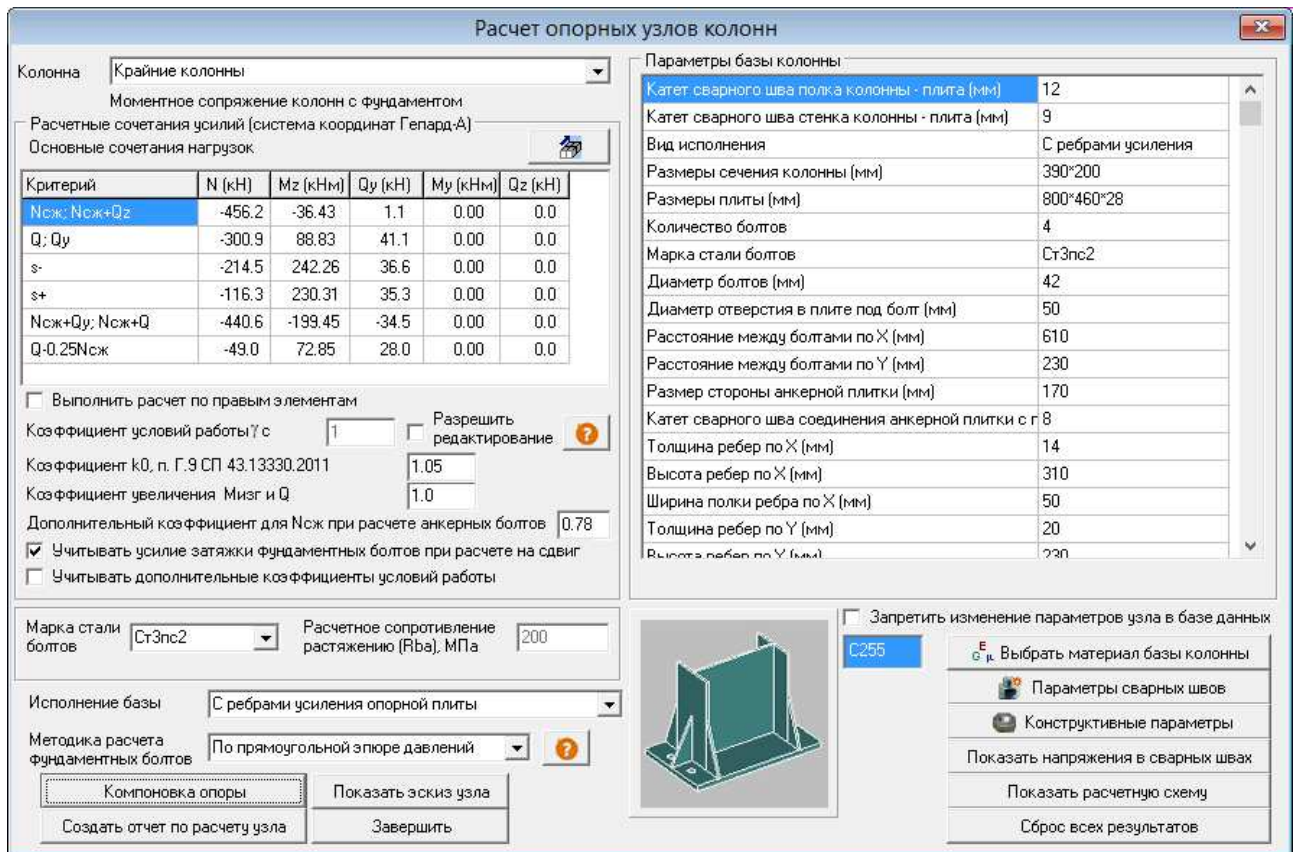 Расчет опорных узлов колонн
Колонна Крайние колонны
Моментное сопряжение колонн с фундаментом
Расчетные сочетания усилий (система координат Гепард-А)
Основные сочетания нагрузок
Критерий N (кН) Mz (кНм) Qy (кН) My (кНм) Qz (кН)
Nсж; Nсж+Qz -456.2 -36.43 1.1 0.00 0.0
Q; Qy -300.9 88.83 41.1 0.00 0.0
s- -214.5 242.26 36.6 0.00 0.0
s+ -116.3 230.31 35.3 0.00 0.0
Nсж+Qy; Nсж+Q -440.6 -199.45 -34.5 0.00 0.0
Q-0.25Nсж -49.0 72.85 28.0 0.00 0.0
Выполнить расчет по правым элементам
Коэффициент условий работы γ с 1 Разрешить редактирование
Коэффициент k0, п. Г.9 СП 43.13330.2011 1.05
Коэффициент увеличения Мизг и Q 1.0
Дополнительный коэффициент для Nсж при расчете анкерных болтов 0.78
Учитывать усилие затяжки фундаментных болтов при расчете на сдвиг
Учитывать дополнительные коэффициенты условий работы
Марка стали болтов Ст3пс2 Расчетное сопротивление растяжению (Rba), МПа 200
Исполнение базы С ребрами усиления опорной плиты
Методика расчета фундаментных болтов По прямоугольной эпюре давлений
Компоновка опоры Показать эскиз узла
Создать отчет по расчету узла Завершить
Параметры базы колонны
Катет сварного шва полка колонны - плита (мм) 12
Катет сварного шва стенка колонны - плита (мм) 9
Вид исполнения С ребрами усиления
Размеры сечения колонны (мм) 390*200
Размеры плиты (мм) 800*460*28
Количество болтов 4
Марка стали болтов Ст3пс2
Диаметр болтов (мм) 42
Диаметр отверстия в плите под болт (мм) 50
Расстояние между болтами по X (мм) 610
Расстояние между болтами по Y (мм) 230
Размер стороны анкерной плитки (мм) 170
Катет сварного шва соединения анкерной плитки с г 8
Толщина ребер по X (мм) 14
Высота ребер по X (мм) 310
Ширина полки ребра по X (мм) 50
Толщина ребер по Y (мм) 20
Высота ребер по Y (мм) 230
Запретить изменение параметров узла в базе данных
C255 E G μ Выбрать материал базы колонны
Параметры сварных швов
Конструктивные параметры
Показать напряжения в сварных швах
Показать расчетную схему
Сброс всех результатов